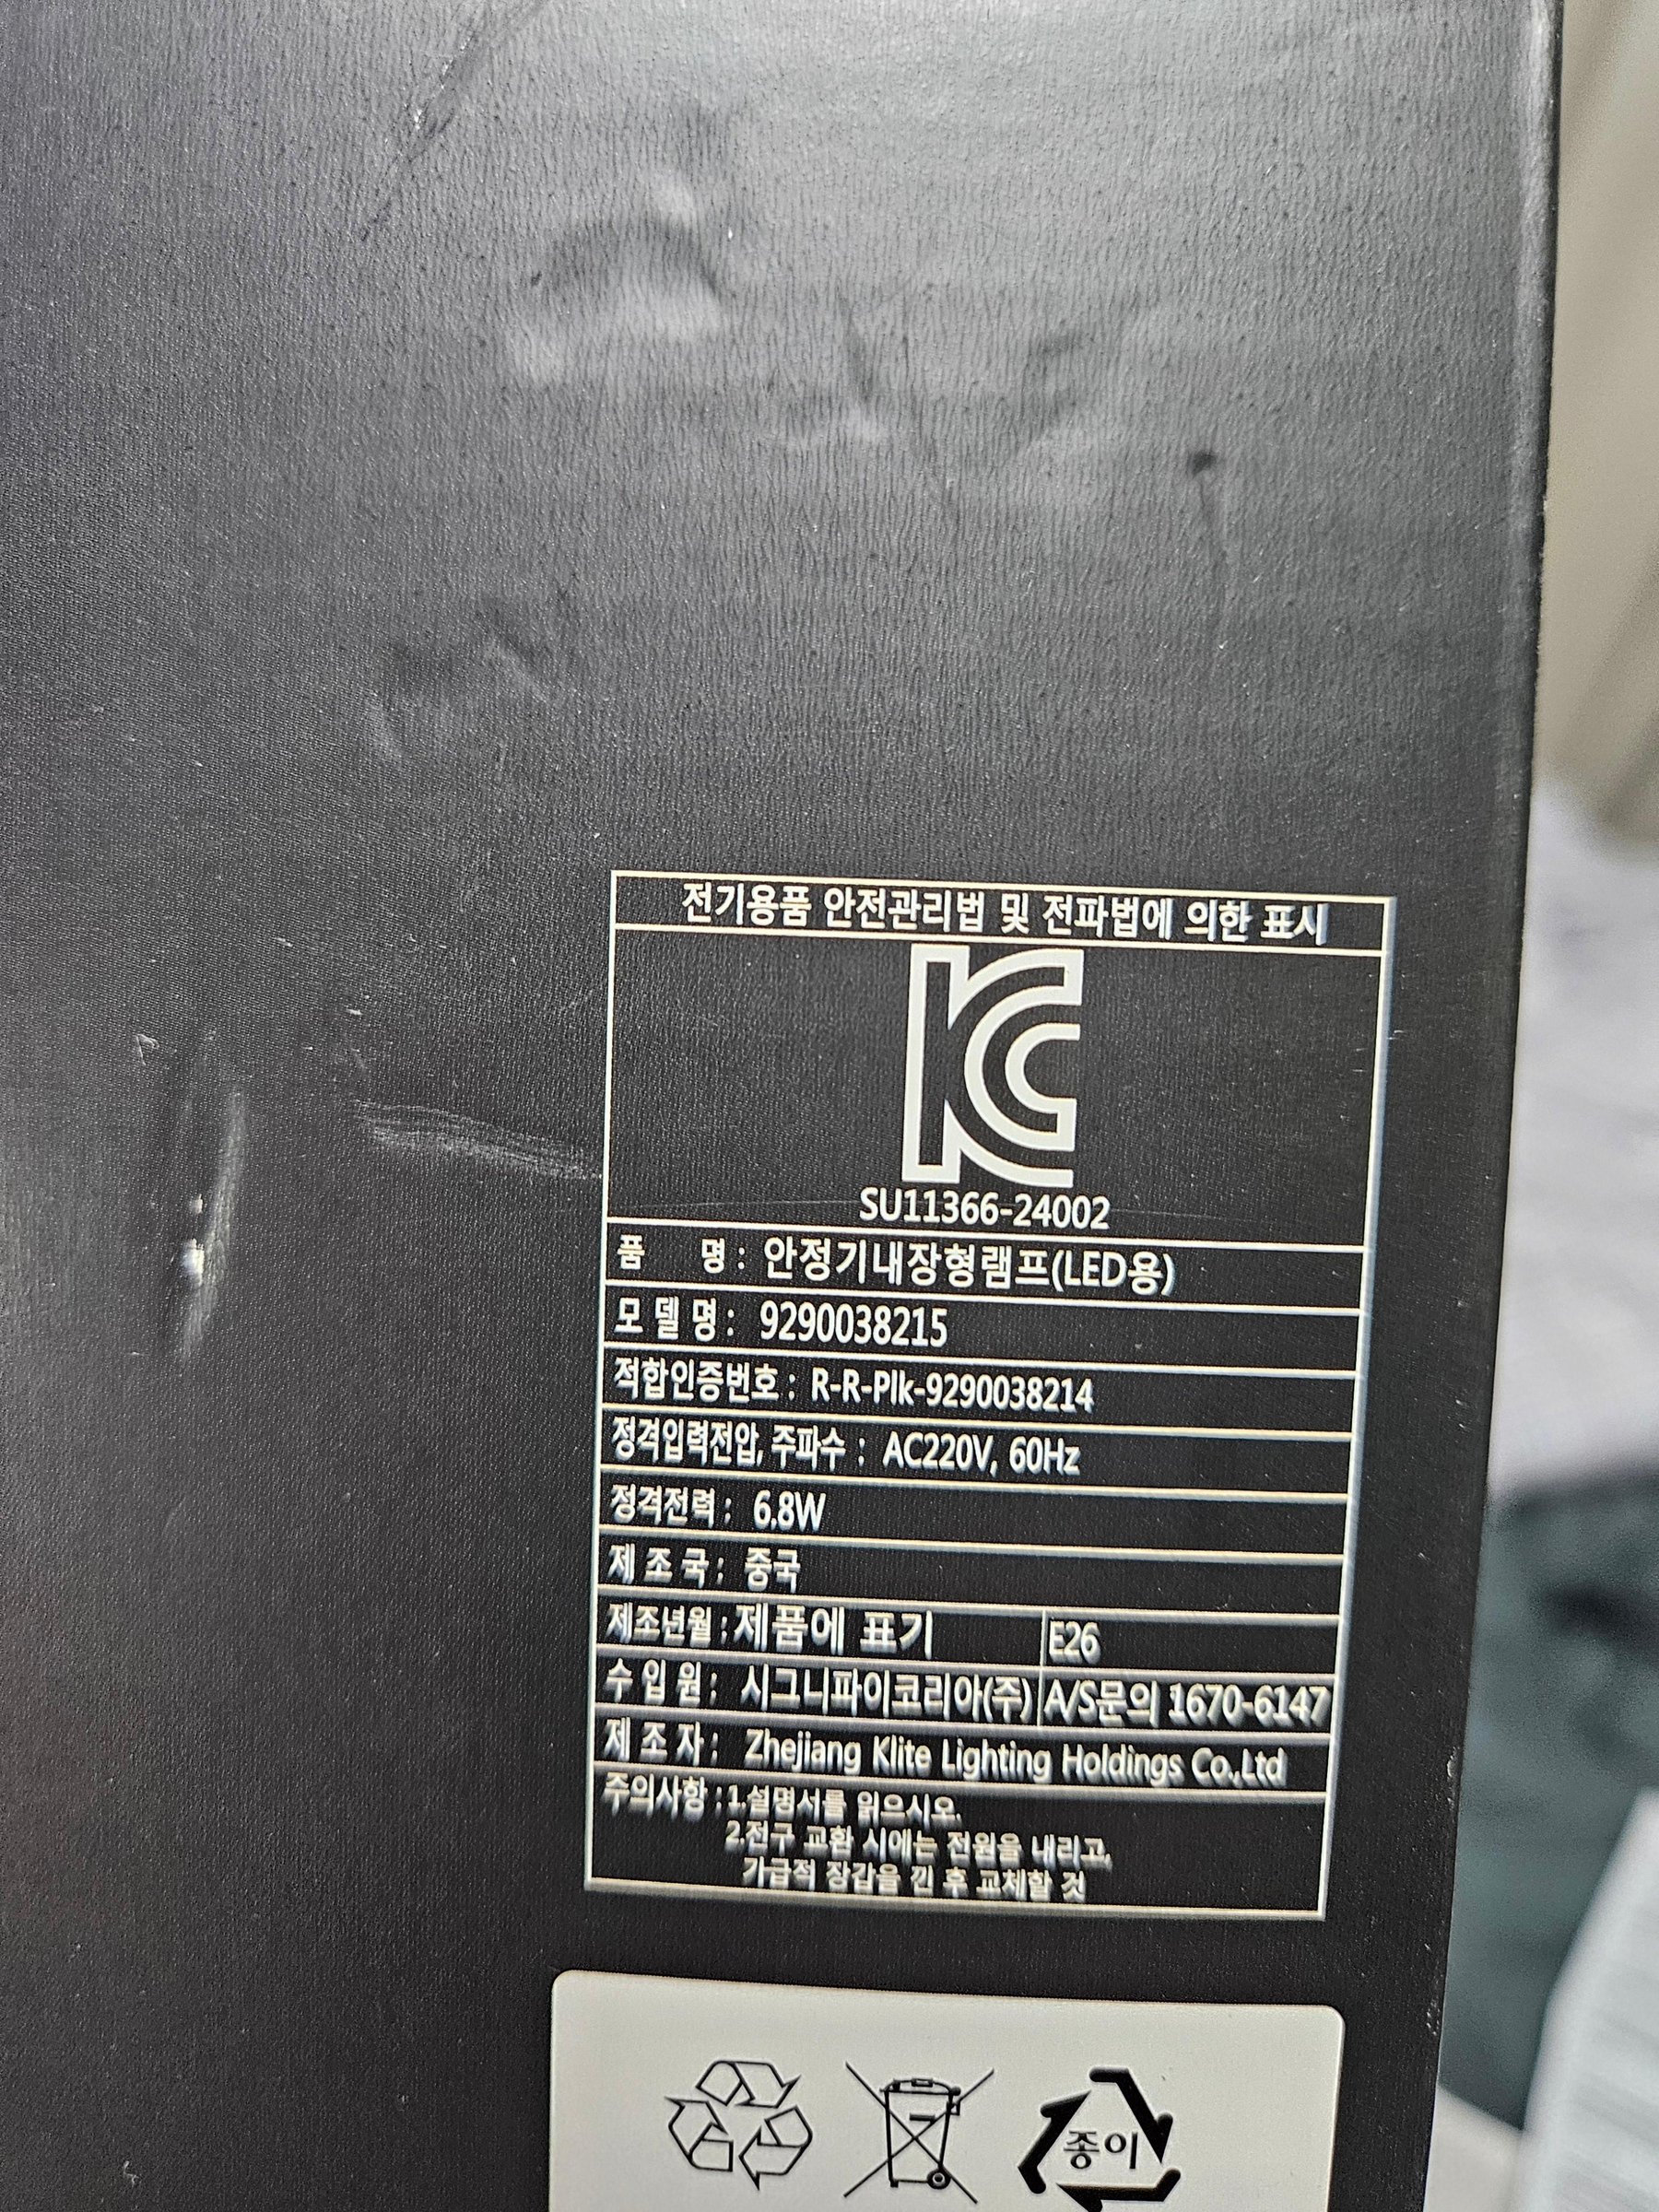 전기용품 안전관리법 및 전파법에 의한 표시
KC
SU11366-24002
품 명 : 안정기내장형램프(LED용)
모 델 명 : 9290038215
적합인증번호 : R-R-Plk-9290038214
정격입력전압, 주파수 : AC220V, 60Hz
정격전력 : 6.8W
제 조 국 : 중국
제조년월 : 제품에 표기 E26
수 입 원 : 시그니파이코리아(주) A/S문의 1670-6147
제 조 자 : Zhejiang Klite Lighting Holdings Co.,Ltd
주의사항 : 1.설명서를 읽으시오.
2.전구 교환 시에는 전원을 내리고,
가급적 장갑을 낀 후 교체할 것
종이